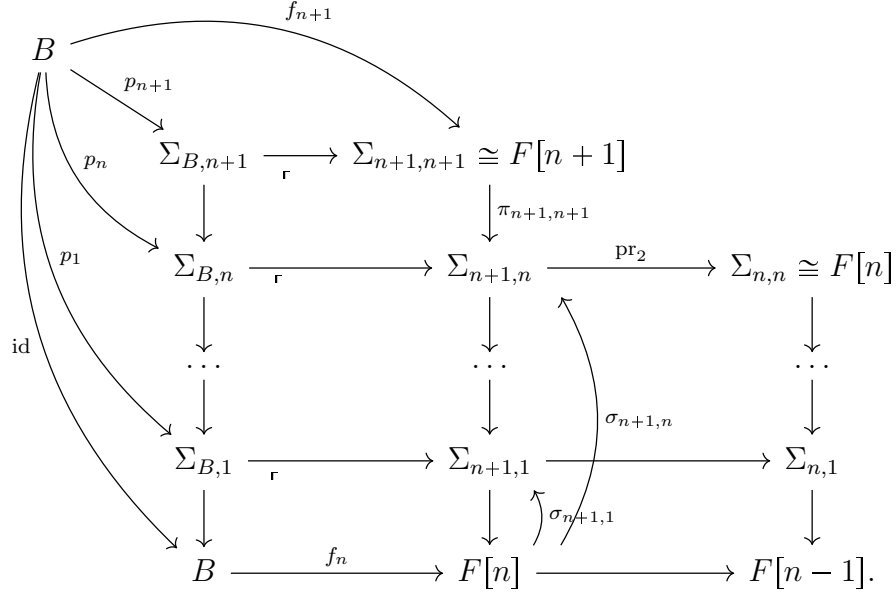 f_{n+1}
B
p_{n+1}
Σ_{B,n+1} Σ_{n+1,n+1} ≅ F[n + 1]
p_n π_{n+1,n+1}
pr_2
Σ_{B,n} Σ_{n+1,n} Σ_{n,n} ≅ F[n]
p_1
id
... ... ...
σ_{n+1,n}
Σ_{B,1} Σ_{n+1,1} Σ_{n,1}
σ_{n+1,1}
f_n
B F[n] F[n − 1].